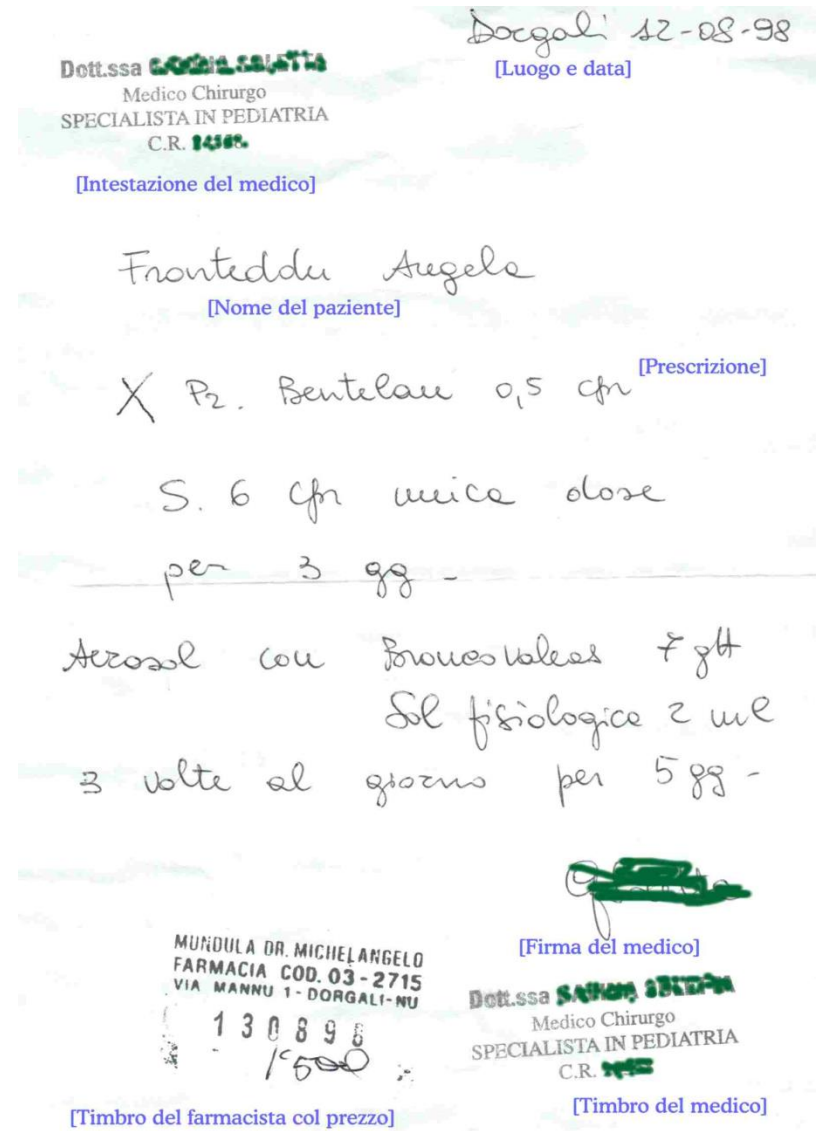 Dorgali 12-08-98
[Luogo e data]
Dott.ssa
Medico Chirurgo
SPECIALISTA IN PEDIATRIA
C.R.
[Intestazione del medico]
Fronteddu Angela
[Nome del paziente]
[Prescrizione]
X P2. Bentelan 0,5 cpr
S. 6 cpr unica dose
per 3 gg -
Aerosol con Broncovaleas 7 gtt
Sol fisiologica 2 ml
3 volte al giorno per 5 gg -
[Firma del medico]
MUNDULA DR. MICHELANGELO
FARMACIA COD. 03-2715
VIA MANNU 1 - DORGALI-NU
130898
1500
[Timbro del farmacista col prezzo]
Dott.ssa
Medico Chirurgo
SPECIALISTA IN PEDIATRIA
C.R.
[Timbro del medico]